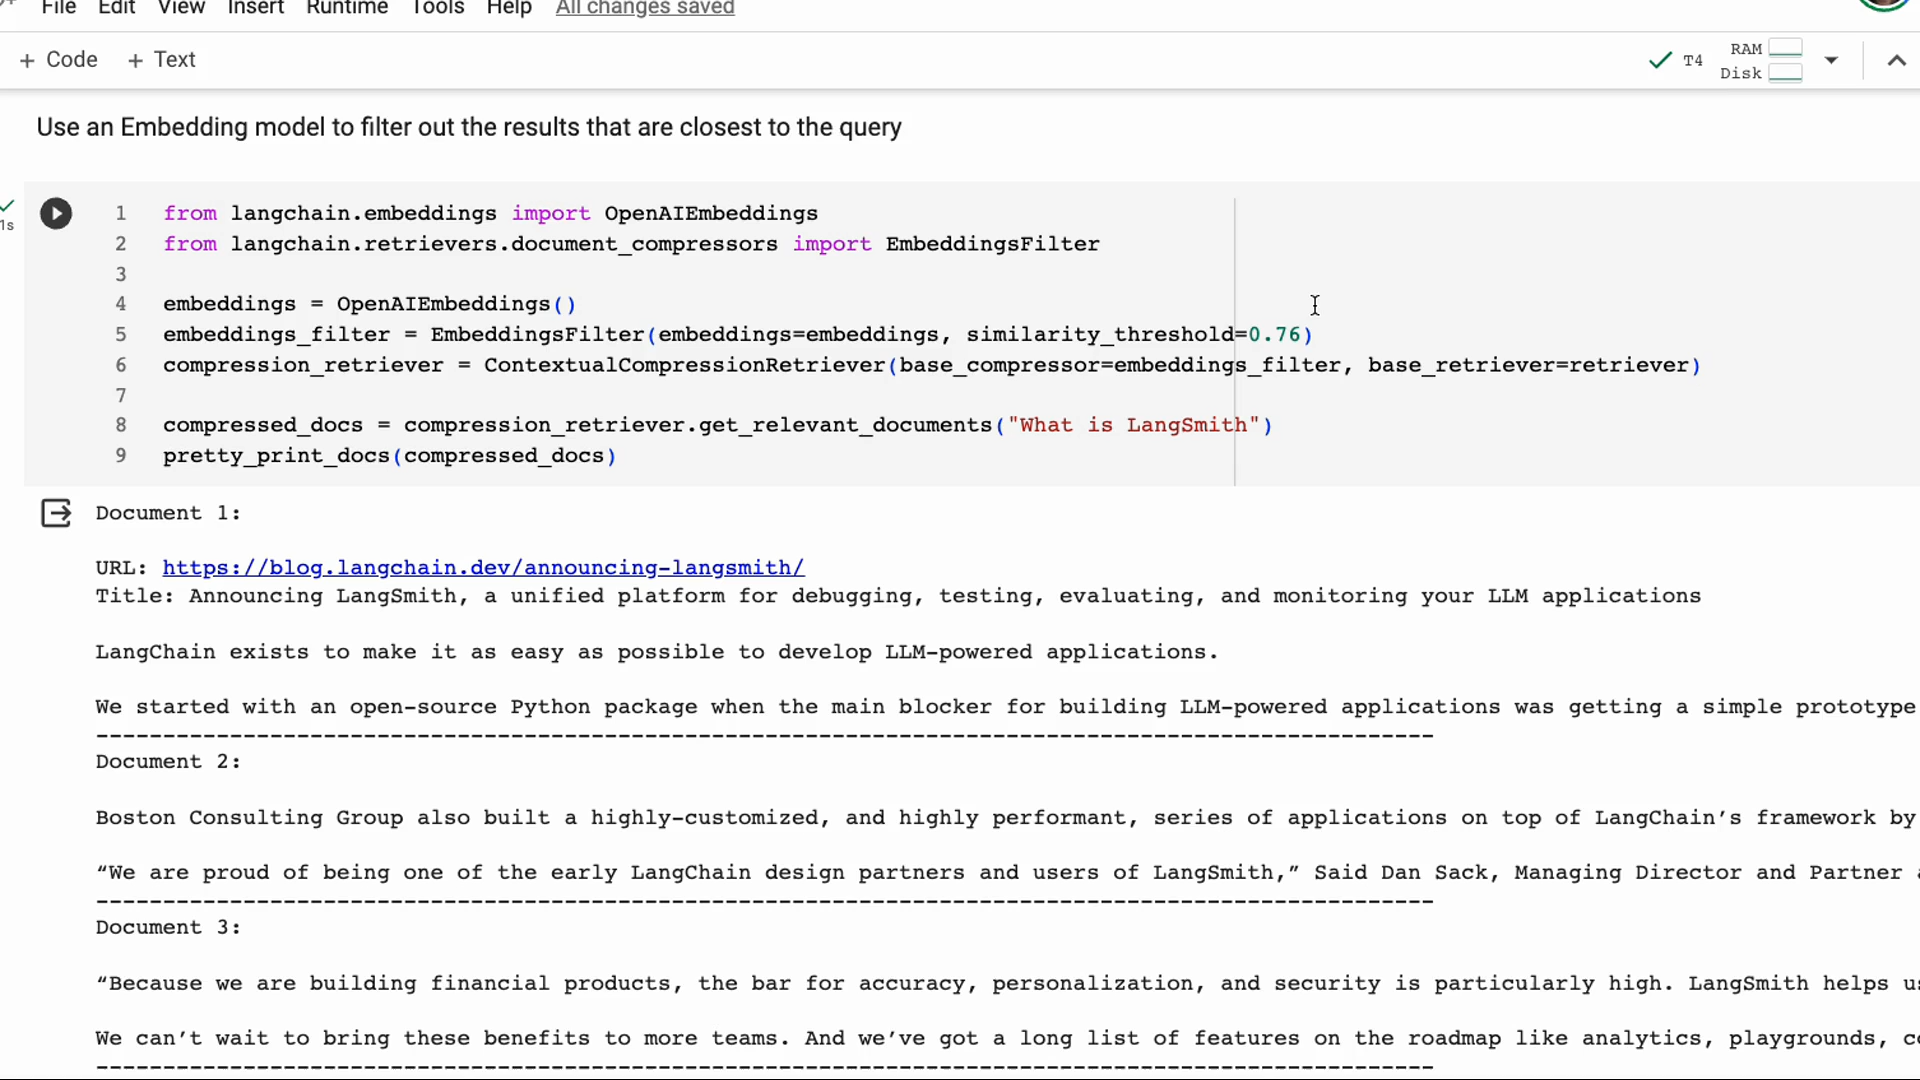 File Edit View Insert Runtime Tools Help All changes saved
+ Code + Text
T4 RAM Disk
Use an Embedding model to filter out the results that are closest to the query
1s
1 from langchain.embeddings import OpenAIEmbeddings
2 from langchain.retrievers.document_compressors import EmbeddingsFilter
3
4 embeddings = OpenAIEmbeddings()
5 embeddings_filter = EmbeddingsFilter(embeddings=embeddings, similarity_threshold=0.76)
6 compression_retriever = ContextualCompressionRetriever(base_compressor=embeddings_filter, base_retriever=retriever)
7
8 compressed_docs = compression_retriever.get_relevant_documents("What is LangSmith")
9 pretty_print_docs(compressed_docs)
Document 1:
URL: https://blog.langchain.dev/announcing-langsmith/
Title: Announcing LangSmith, a unified platform for debugging, testing, evaluating, and monitoring your LLM applications
LangChain exists to make it as easy as possible to develop LLM-powered applications.
We started with an open-source Python package when the main blocker for building LLM-powered applications was getting a simple prototype
----------------------------------------------------------------------------------------------------
Document 2:
Boston Consulting Group also built a highly-customized, and highly performant, series of applications on top of LangChain’s framework by
“We are proud of being one of the early LangChain design partners and users of LangSmith,” Said Dan Sack, Managing Director and Partner
----------------------------------------------------------------------------------------------------
Document 3:
“Because we are building financial products, the bar for accuracy, personalization, and security is particularly high. LangSmith helps
We can’t wait to bring these benefits to more teams. And we’ve got a long list of features on the roadmap like analytics, playgrounds,
----------------------------------------------------------------------------------------------------